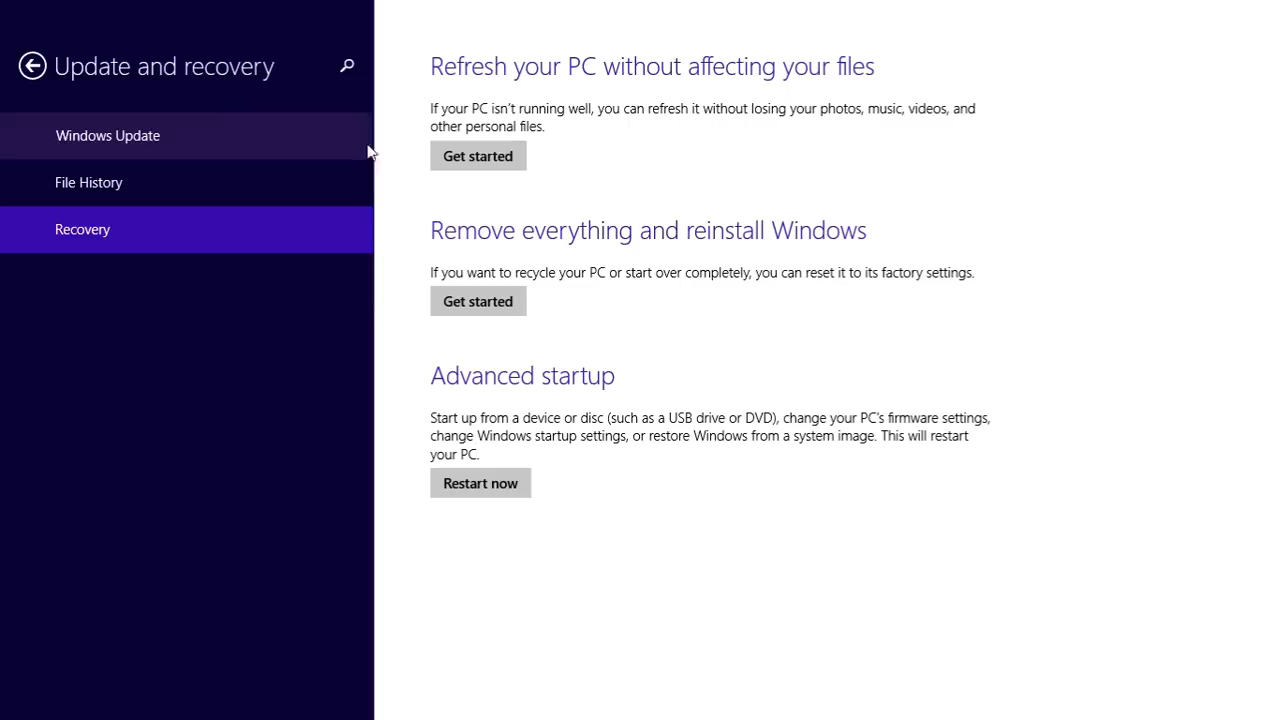 Update and recovery
Windows Update
File History
Recovery
Refresh your PC without affecting your files
If your PC isn't running well, you can refresh it without losing your photos, music, videos, and
other personal files.
Get started
Remove everything and reinstall Windows
If you want to recycle your PC or start over completely, you can reset it to its factory settings.
Get started
Advanced startup
Start up from a device or disc (such as a USB drive or DVD), change your PC's firmware settings,
change Windows startup settings, or restore Windows from a system image. This will restart
your PC.
Restart now